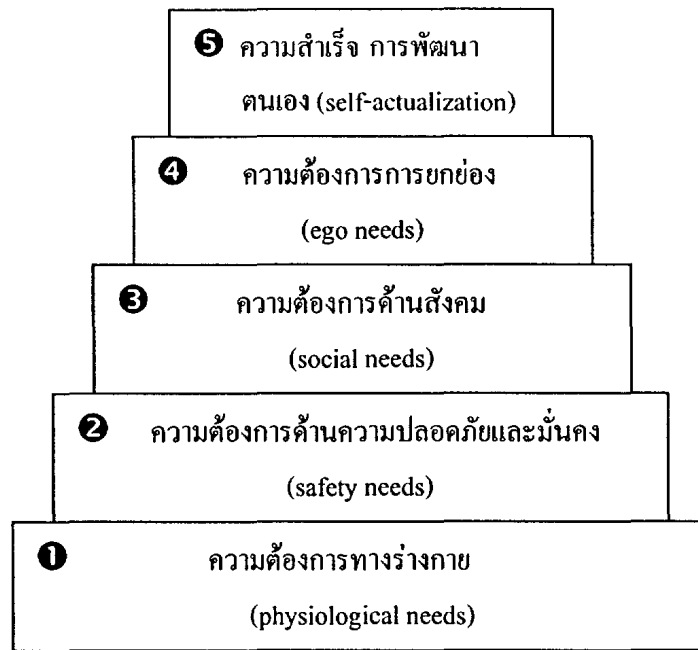 ❺ ความสำเร็จ การพัฒนา
ตนเอง (self-actualization)
❹ ความต้องการการยกย่อง
(ego needs)
❸ ความต้องการด้านสังคม
(social needs)
❷ ความต้องการด้านความปลอดภัยและมั่นคง
(safety needs)
❶ ความต้องการทางร่างกาย
(physiological needs)